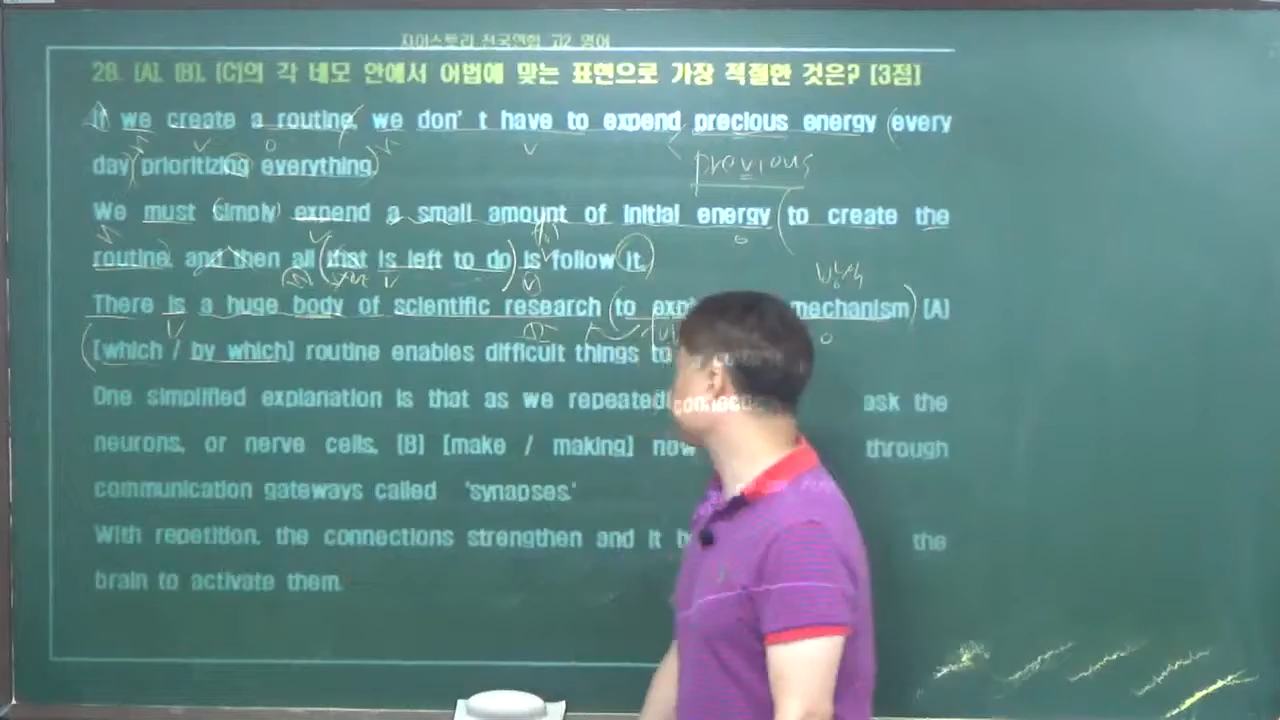 자이스토리 전국연합 고2 영어
28. [A], [B], [C]의 각 네모 안에서 어법에 맞는 표현으로 가장 적절한 것은? [3점]
If we create a routine, we don't have to expend precious energy every
day prioritizing everything.
previous
We must simply expend a small amount of initial energy to create the
routine, and then all that is left to do is follow it.
There is a huge body of scientific research to mechanism [A]
[which / by which] routine enables difficult things
One simplified explanation is that as we ask the
neurons, or nerve cells, [B] [make / making] through
communication gateways called 'synapses.'
With repetition, the connections strengthen and it the
brain to activate them.